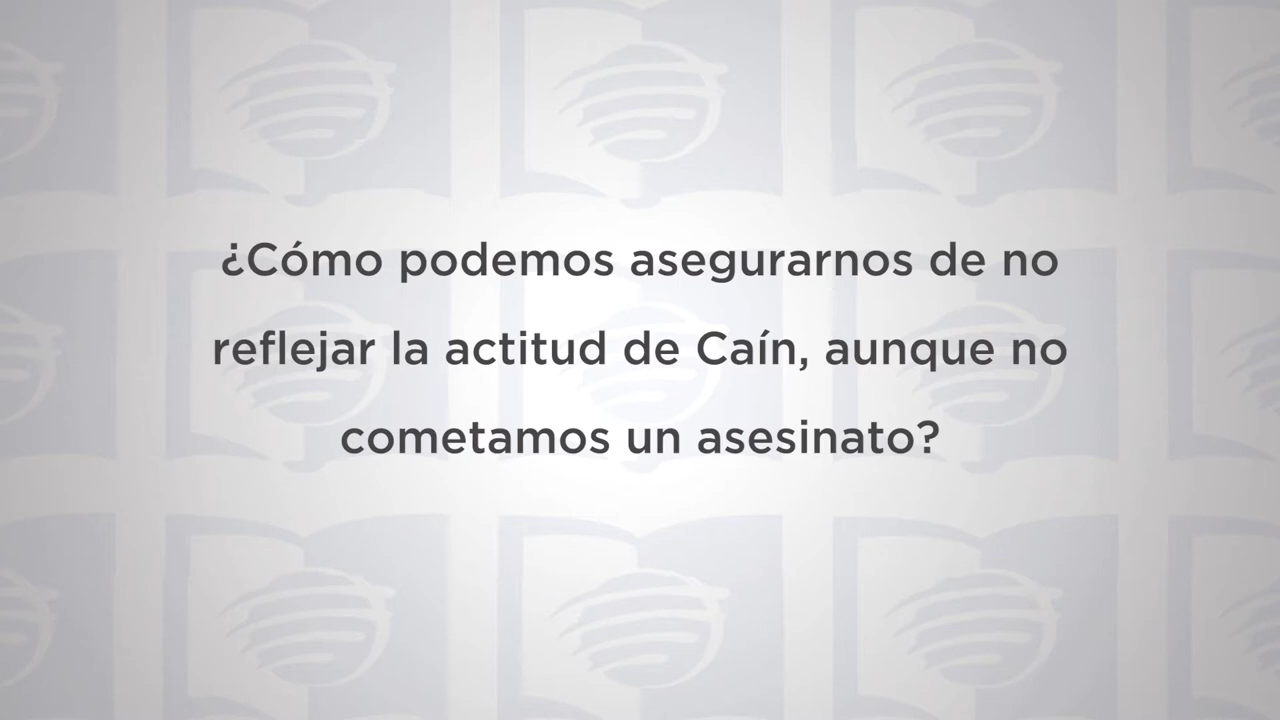 ¿Cómo podemos asegurarnos de no
reflejar la actitud de Caín, aunque no
cometamos un asesinato?